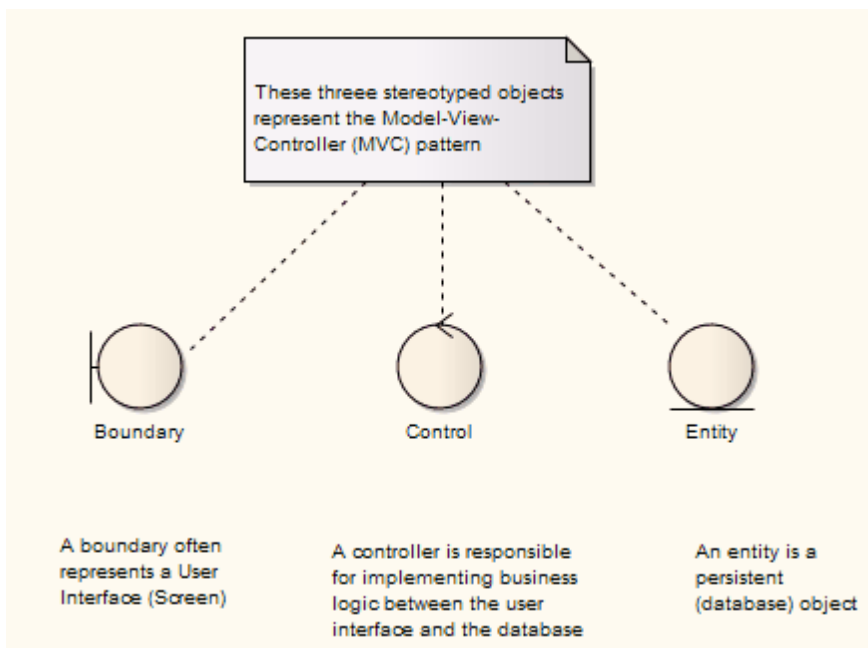 These threee stereotyped objects
represent the Model-View-
Controller (MVC) pattern
Boundary
Control
Entity
A boundary often
represents a User
Interface (Screen)
A controller is responsible
for implementing business
logic between the user
interface and the database
An entity is a
persistent
(database) object